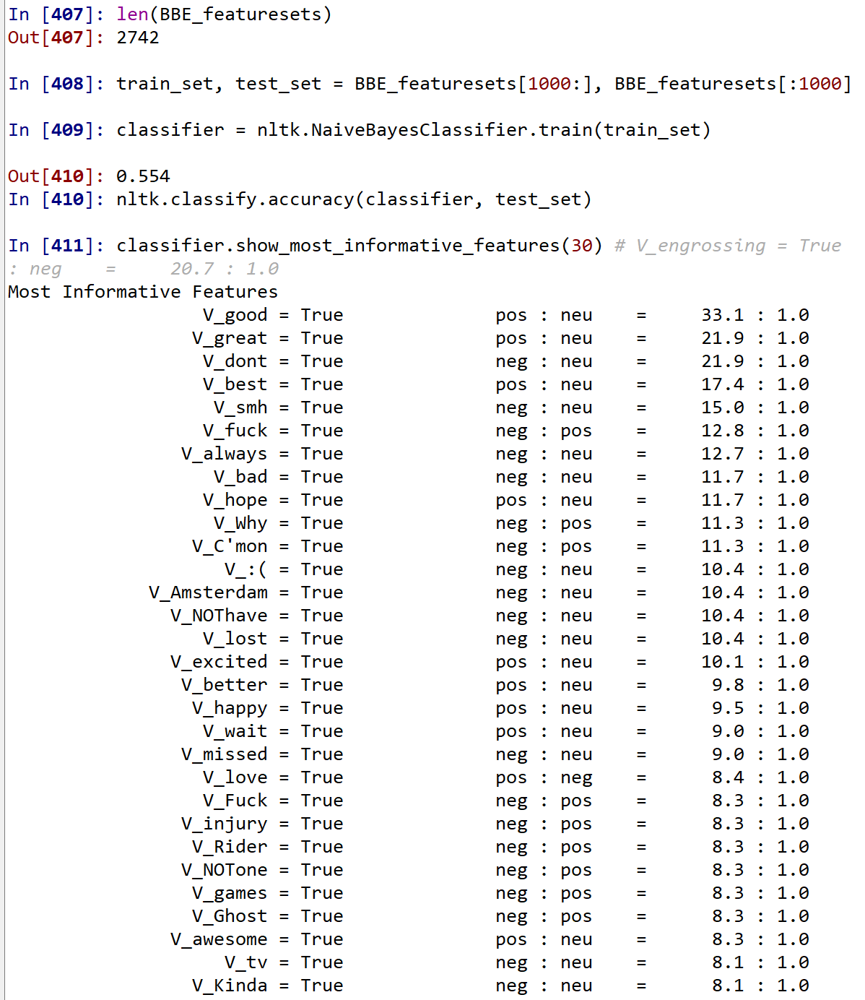 In [407]: len(BBE_featuresets)
Out[407]: 2742
In [408]: train_set, test_set = BBE_featuresets[1000:], BBE_featuresets[:1000]
In [409]: classifier = nltk.NaiveBayesClassifier.train(train_set)
Out[410]: 0.554
In [410]: nltk.classify.accuracy(classifier, test_set)
In [411]: classifier.show_most_informative_features(30) # V_engrossing = True
: neg    =     20.7 : 1.0
Most Informative Features
V_good = True pos : neu = 33.1 : 1.0
V_great = True pos : neu = 21.9 : 1.0
V_dont = True neg : neu = 21.9 : 1.0
V_best = True pos : neu = 17.4 : 1.0
V_smh = True neg : neu = 15.0 : 1.0
V_fuck = True neg : pos = 12.8 : 1.0
V_always = True neg : neu = 12.7 : 1.0
V_bad = True neg : neu = 11.7 : 1.0
V_hope = True pos : neu = 11.7 : 1.0
V_Why = True neg : pos = 11.3 : 1.0
V_C'mon = True neg : pos = 11.3 : 1.0
V_:( = True neg : neu = 10.4 : 1.0
V_Amsterdam = True neg : neu = 10.4 : 1.0
V_NOThave = True neg : neu = 10.4 : 1.0
V_lost = True neg : neu = 10.4 : 1.0
V_excited = True pos : neu = 10.1 : 1.0
V_better = True pos : neu = 9.8 : 1.0
V_happy = True pos : neu = 9.5 : 1.0
V_wait = True pos : neu = 9.0 : 1.0
V_missed = True neg : neu = 9.0 : 1.0
V_love = True pos : neg = 8.4 : 1.0
V_Fuck = True neg : pos = 8.3 : 1.0
V_injury = True neg : pos = 8.3 : 1.0
V_Rider = True neg : pos = 8.3 : 1.0
V_NOTone = True neg : pos = 8.3 : 1.0
V_games = True neg : pos = 8.3 : 1.0
V_Ghost = True neg : pos = 8.3 : 1.0
V_awesome = True pos : neu = 8.3 : 1.0
V_tv = True neg : neu = 8.1 : 1.0
V_Kinda = True neg : neu = 8.1 : 1.0